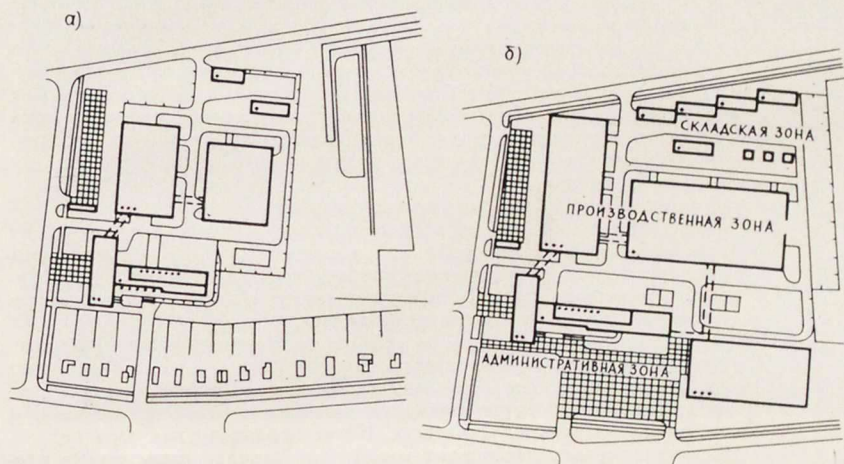 а)
б)
СКЛАДСКАЯ ЗОНА
ПРОИЗВОДСТВЕННАЯ ЗОНА
АДМИНИСТРАТИВНАЯ ЗОНА